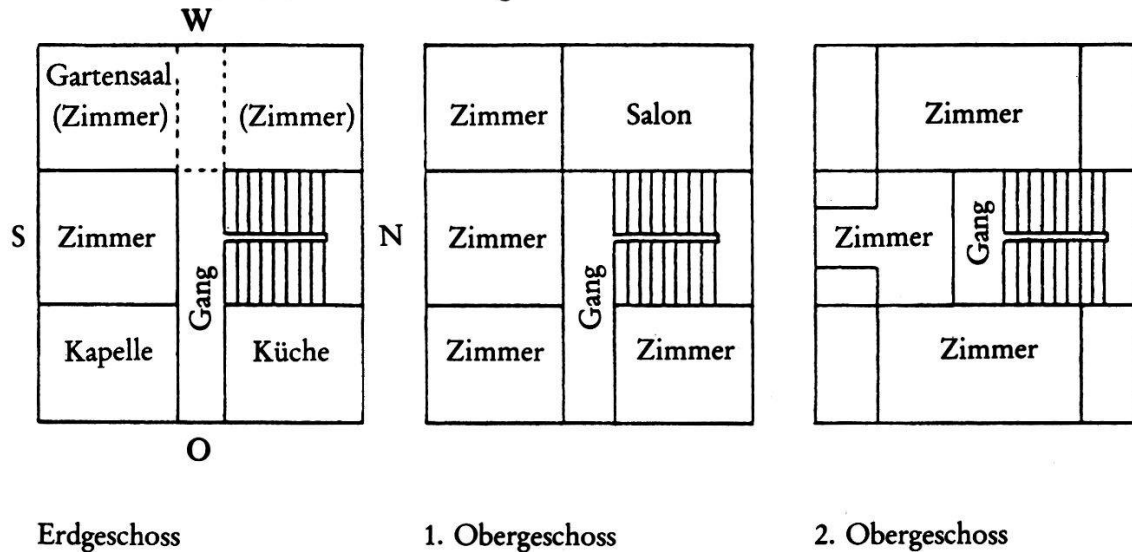 W
Gartensaal
(Zimmer)
(Zimmer)
Zimmer
Gang
Kapelle
Küche
S
N
O
Erdgeschoss
Zimmer
Salon
Zimmer
Gang
Zimmer
Zimmer
1. Obergeschoss
Zimmer
Zimmer
Gang
Zimmer
2. Obergeschoss